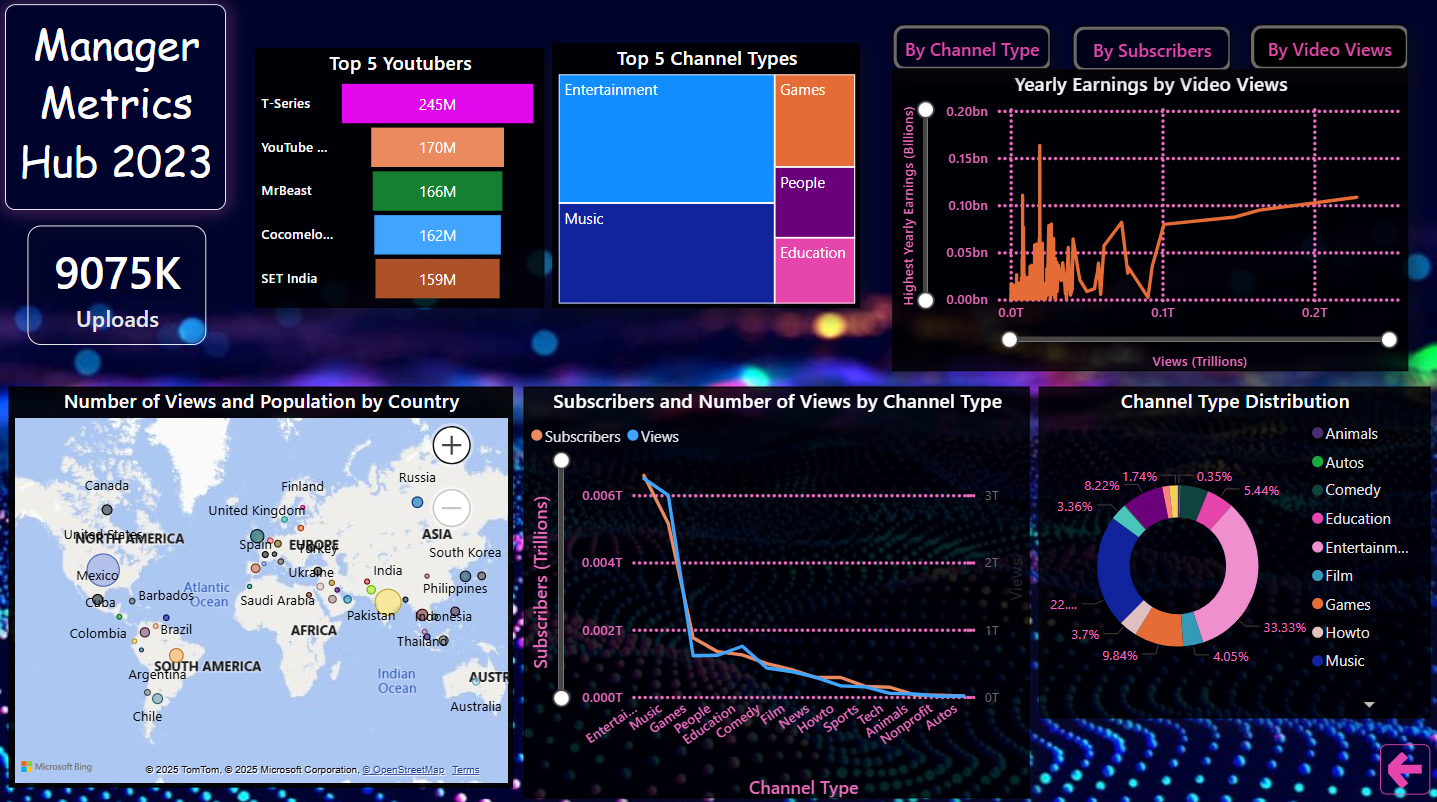 Manager
Metrics
Hub 2023
9075K
Uploads
Top 5 Youtubers
T-Series
245M
YouTube ...
170M
MrBeast
166M
Cocomelo...
162M
SET India
159M
Top 5 Channel Types
Entertainment
Music
Games
People
Education
By Channel Type
By Subscribers
By Video Views
Yearly Earnings by Video Views
Highest Yearly Earnings (Billions)
0.20bn
0.15bn
0.10bn
0.05bn
0.00bn
0.0T
0.1T
0.2T
Views (Trillions)
Number of Views and Population by Country
Canada
Russia
Finland
United Kingdom
United States
NORTH AMERICA
ASIA
Spain
EUROPE
Turkey
South Korea
Mexico
Ukraine
India
Atlantic
Ocean
Cuba
Barbados
Saudi Arabia
Philippines
Pakistan
Indonesia
Colombia
Brazil
AFRICA
Thailand
SOUTH AMERICA
Argentina
Indian
Ocean
AUSTR
Chile
Australia
Microsoft Bing
© 2025 TomTom, © 2025 Microsoft Corporation, © OpenStreetMap Terms
Subscribers and Number of Views by Channel Type
Subscribers
Views
Subscribers (Trillions)
0.006T
0.004T
0.002T
0.000T
3T
2T
1T
0T
Views
Entertai...
Music
Games
People
Education
Comedy
Film
News
Howto
Sports
Tech
Animals
Nonprofit
Autos
Channel Type
Channel Type Distribution
1.74%
0.35%
8.22%
5.44%
3.36%
22....
33.33%
3.7%
9.84%
4.05%
Animals
Autos
Comedy
Education
Entertainm...
Film
Games
Howto
Music